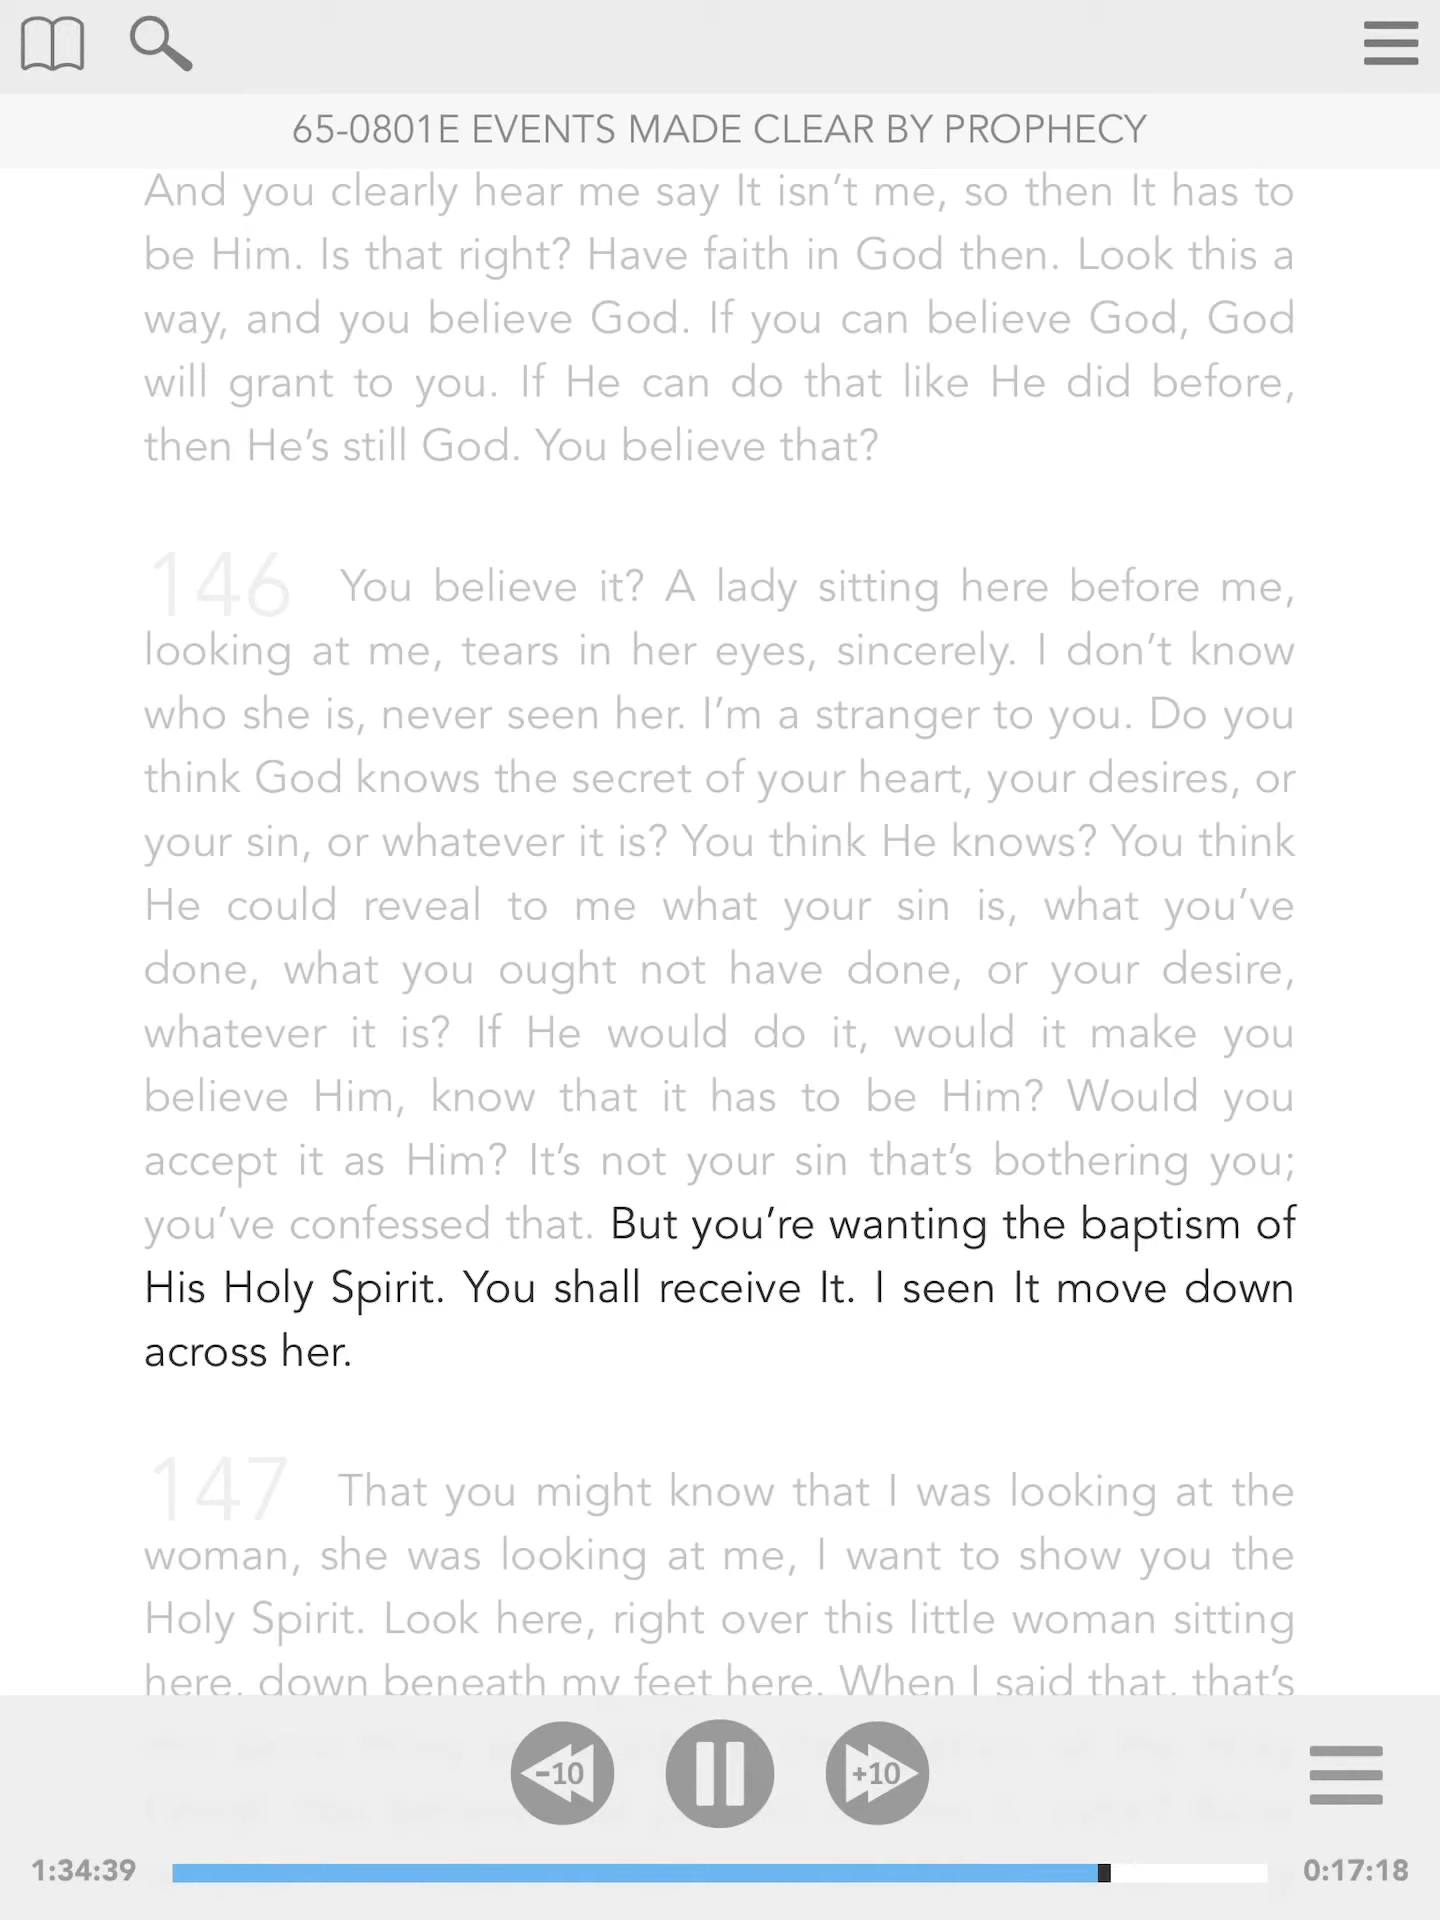 65-0801E EVENTS MADE CLEAR BY PROPHECY
And you clearly hear me say It isn’t me, so then It has to
be Him. Is that right? Have faith in God then. Look this a
way, and you believe God. If you can believe God, God
will grant to you. If He can do that like He did before,
then He’s still God. You believe that?
146 You believe it? A lady sitting here before me,
looking at me, tears in her eyes, sincerely. I don’t know
who she is, never seen her. I’m a stranger to you. Do you
think God knows the secret of your heart, your desires, or
your sin, or whatever it is? You think He knows? You think
He could reveal to me what your sin is, what you’ve
done, what you ought not have done, or your desire,
whatever it is? If He would do it, would it make you
believe Him, know that it has to be Him? Would you
accept it as Him? It’s not your sin that’s bothering you;
you’ve confessed that. But you’re wanting the baptism of
His Holy Spirit. You shall receive It. I seen It move down
across her.
147 That you might know that I was looking at the
woman, she was looking at me, I want to show you the
Holy Spirit. Look here, right over this little woman sitting
here, down beneath my feet here. When I said that, that’s
-10 +10
1:34:39 0:17:18